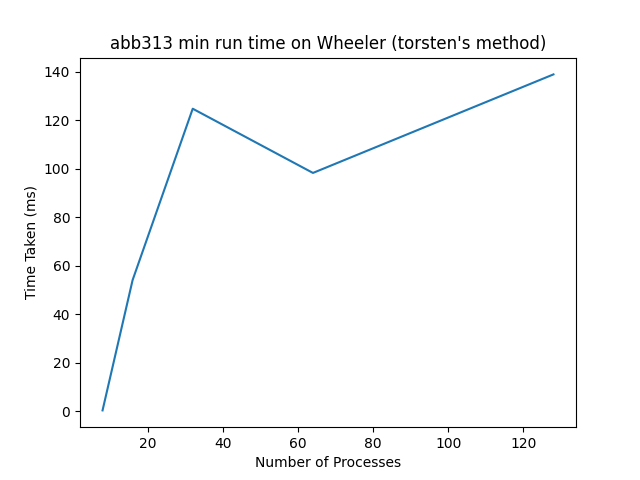 abb313 min run time on Wheeler (torsten's method)
140
120
100
80
60
40
20
0
Time Taken (ms)
20 40 60 80 100 120
Number of Processes